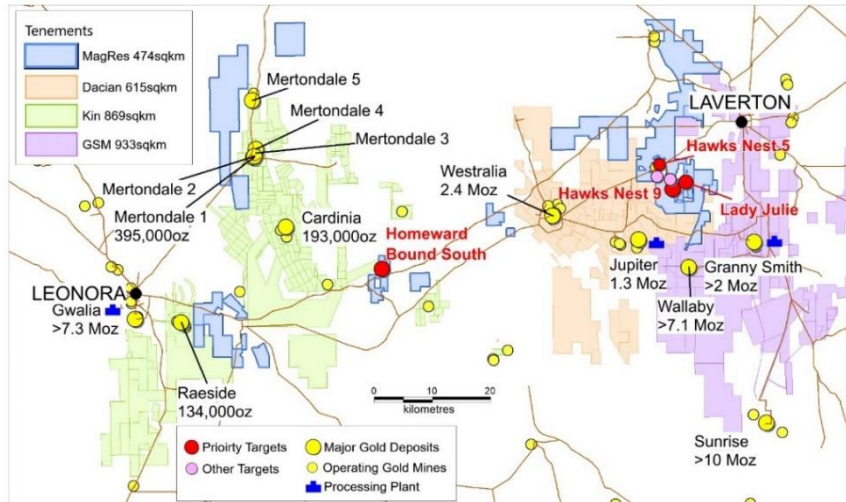 Tenements
MagRes 474sqkm
Dacian 615sqkm
Kin 869sqkm
GSM 933sqkm
Mertondale 5
Mertondale 4
Mertondale 3
Mertondale 2
Mertondale 1
395,000oz
Cardinia
193,000oz
Homeward
Bound South
Westralia
2.4 Moz
LAVERTON
Hawks Nest 5
Hawks Nest 9
Lady Julie
LEONORA
Gwalia
>7.3 Moz
Raeside
134,000oz
Jupiter
1.3 Moz
Granny Smith
>2 Moz
Wallaby
>7.1 Moz
Sunrise
>10 Moz
0 10 20
kilometres
Prioirty Targets
Major Gold Deposits
Other Targets
Operating Gold Mines
Processing Plant